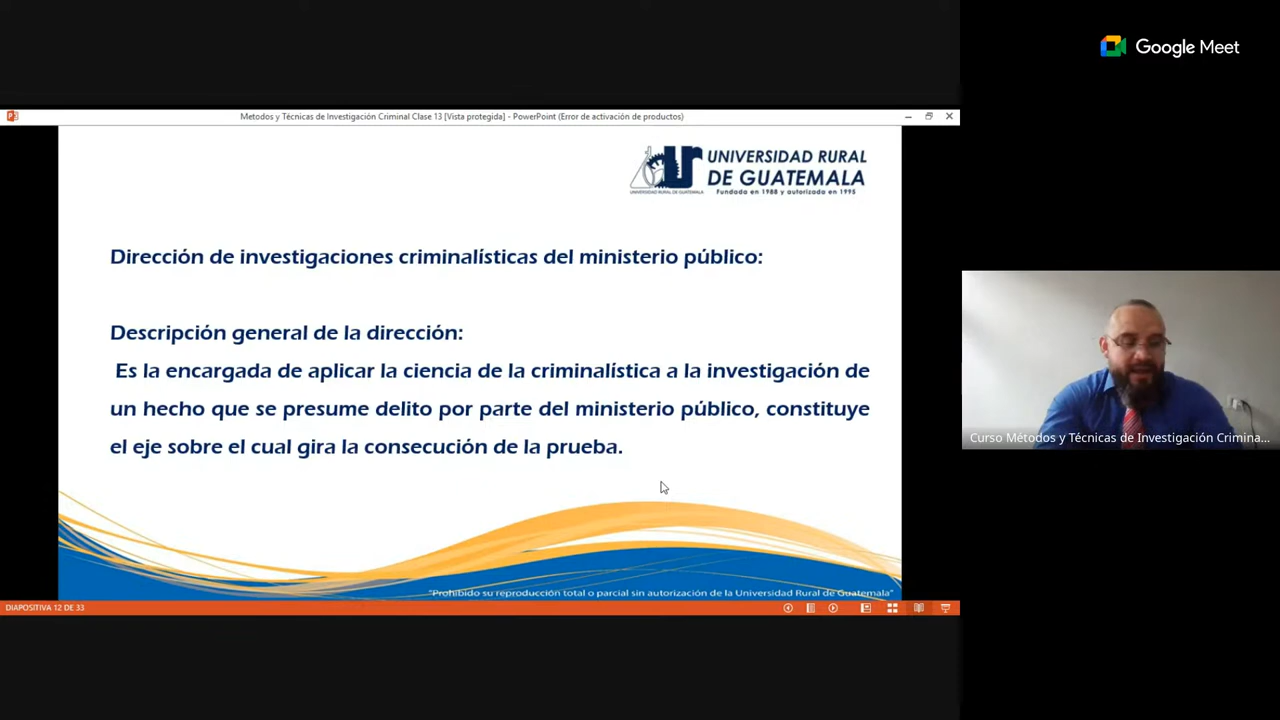 Google Meet
Metodos y Técnicas de Investigación Criminal Clase 13 [Vista protegida] - PowerPoint (Error de activación de productos)
UNIVERSIDAD RURAL
DE GUATEMALA
Fundada en 1988 y autorizada en 1995
UNIVERSIDAD RURAL DE GUATEMALA
Dirección de investigaciones criminalísticas del ministerio público:
Descripción general de la dirección:
Es la encargada de aplicar la ciencia de la criminalística a la investigación de
un hecho que se presume delito por parte del ministerio público, constituye
el eje sobre el cual gira la consecución de la prueba.
Curso Métodos y Técnicas de Investigación Crimina...
"Prohibido su reproducción total o parcial sin autorización de la Universidad Rural de Guatemala"
DIAPOSITIVA 12 DE 33